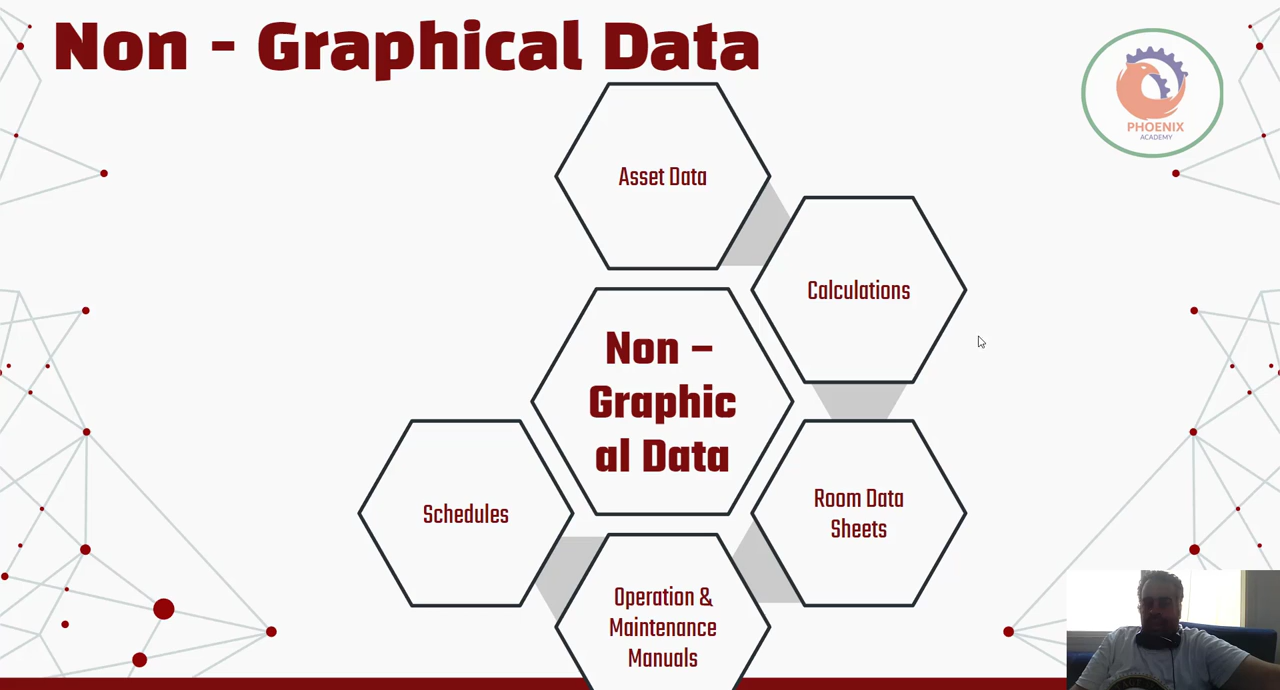 Non - Graphical Data
PHOENIX
ACADEMY
Asset Data
Calculations
Non –
Graphic
al Data
Schedules
Room Data
Sheets
Operation &
Maintenance
Manuals